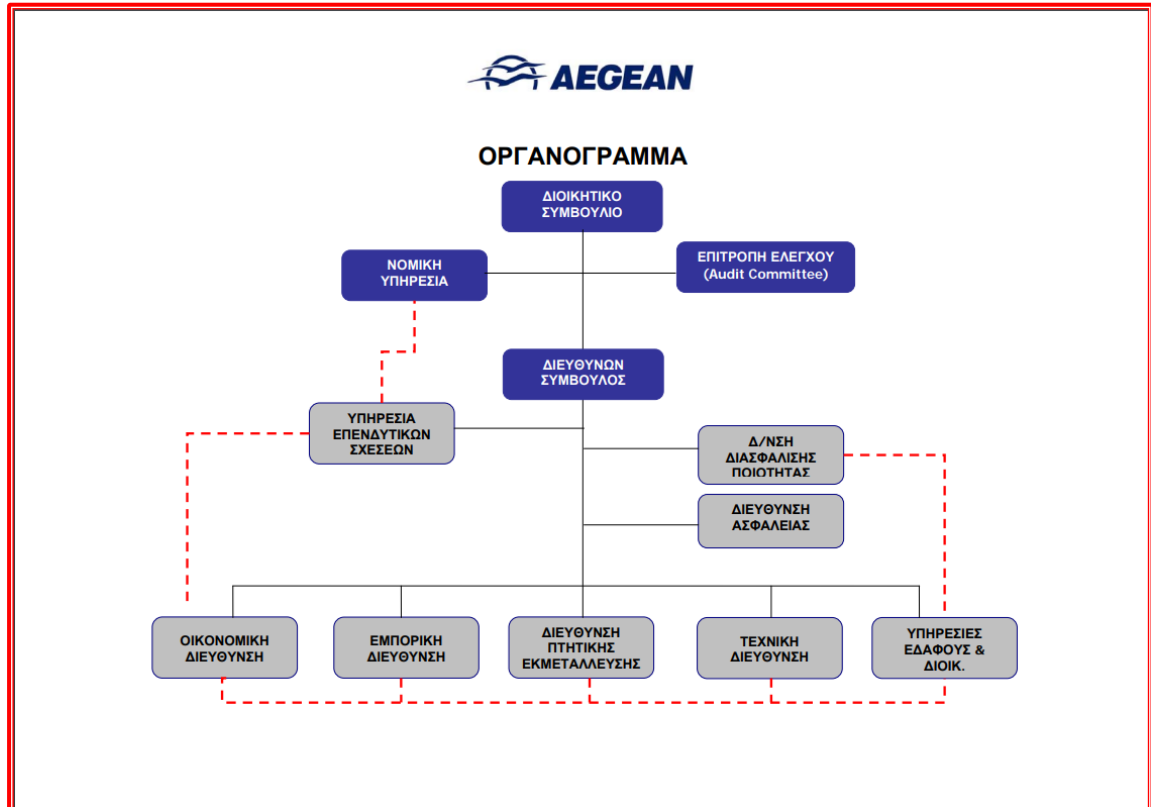 AEGEAN
ΟΡΓΑΝΟΓΡΑΜΜΑ
ΔΙΟΙΚΗΤΙΚΟ
ΣΥΜΒΟΥΛΙΟ
ΝΟΜΙΚΗ
ΥΠΗΡΕΣΙΑ
ΕΠΙΤΡΟΠΗ ΕΛΕΓΧΟΥ
(Audit Committee)
ΔΙΕΥΘΥΝΩΝ
ΣΥΜΒΟΥΛΟΣ
ΥΠΗΡΕΣΙΑ
ΕΠΕΝΔΥΤΙΚΩΝ
ΣΧΕΣΕΩΝ
Δ/ΝΣΗ
ΔΙΑΣΦΑΛΙΣΗΣ
ΠΟΙΟΤΗΤΑΣ
ΔΙΕΥΘΥΝΣΗ
ΑΣΦΑΛΕΙΑΣ
ΟΙΚΟΝΟΜΙΚΗ
ΔΙΕΥΘΥΝΣΗ
ΕΜΠΟΡΙΚΗ
ΔΙΕΥΘΥΝΣΗ
ΔΙΕΥΘΥΝΣΗ
ΠΤΗΤΙΚΗΣ
ΕΚΜΕΤΑΛΛΕΥΣΗΣ
ΤΕΧΝΙΚΗ
ΔΙΕΥΘΥΝΣΗ
ΥΠΗΡΕΣΙΕΣ
ΕΔΑΦΟΥΣ &
ΔΙΟΙΚ.